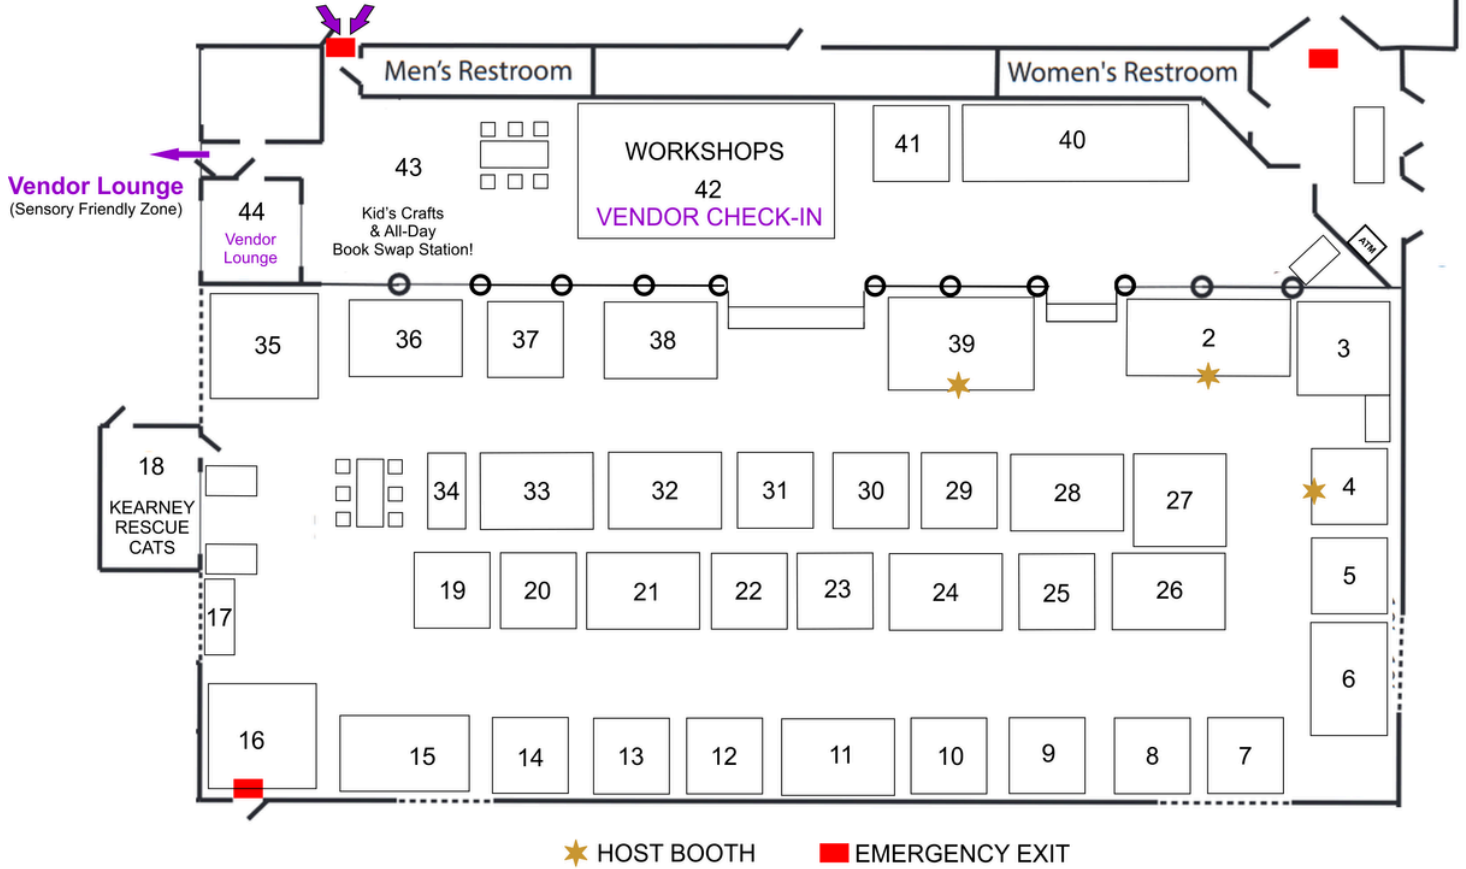 Men's Restroom
Women's Restroom
WORKSHOPS
42
VENDOR CHECK-IN
41
40
43
Kid's Crafts
& All-Day
Book Swap Station!
Vendor Lounge
(Sensory Friendly Zone)
44
Vendor
Lounge
ATM
35
36
37
38
39
2
3
18
KEARNEY
RESCUE
CATS
34
33
32
31
30
29
28
27
4
19
20
21
22
23
24
25
26
5
17
6
16
15
14
13
12
11
10
9
8
7
HOST BOOTH
EMERGENCY EXIT